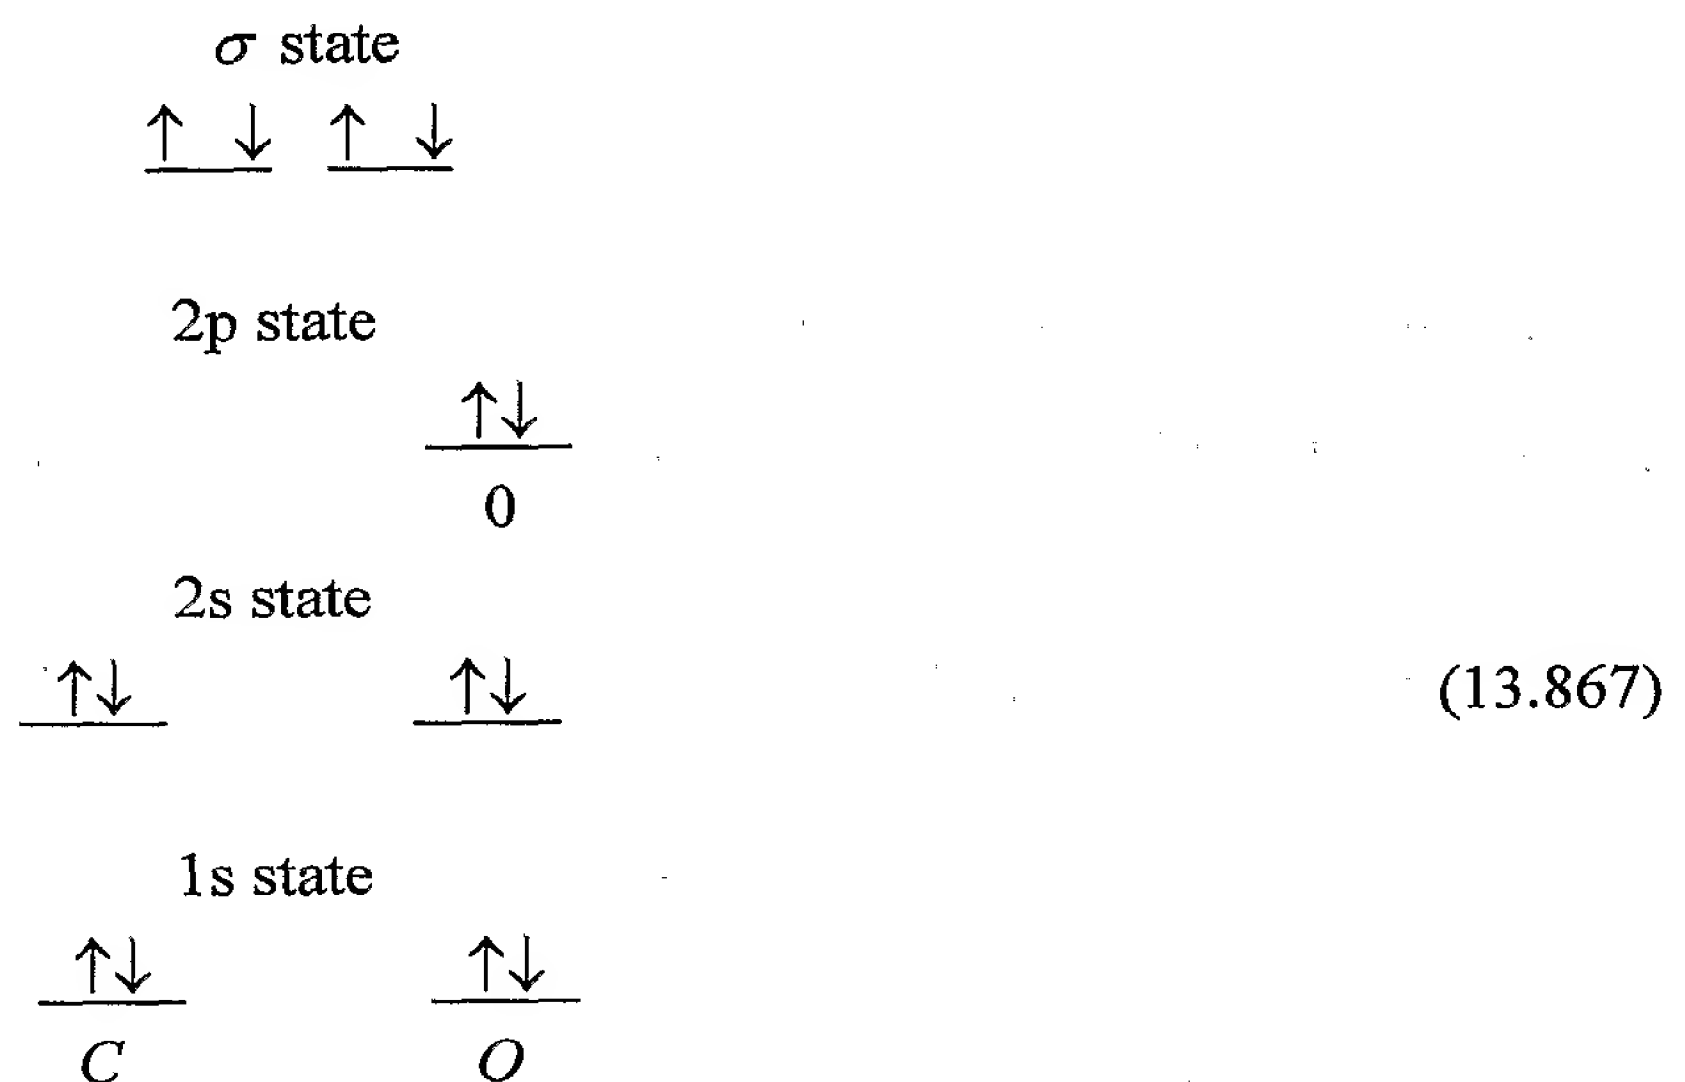 σ state
↑ ↓ ↑ ↓
2p state
↑↓
0
2s state
↑↓ ↑↓
(13.867)
1s state
↑↓ ↑↓
C O